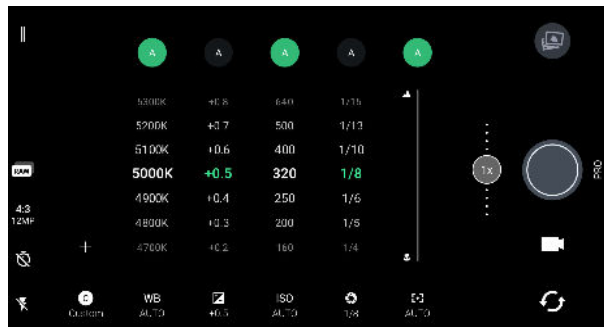 A A A A A
5300K +0.8 640 1/15
5200K +0.7 500 1/13
5100K +0.6 400 1/10
RAW 5000K +0.5 320 1/8 1x PRO
4900K +0.4 250 1/6
4:3
12MP
4800K +0.3 200 1/5
4700K +0.2 160 1/4
C WB ISO
Custom AUTO +0.5 AUTO 1/8 AUTO